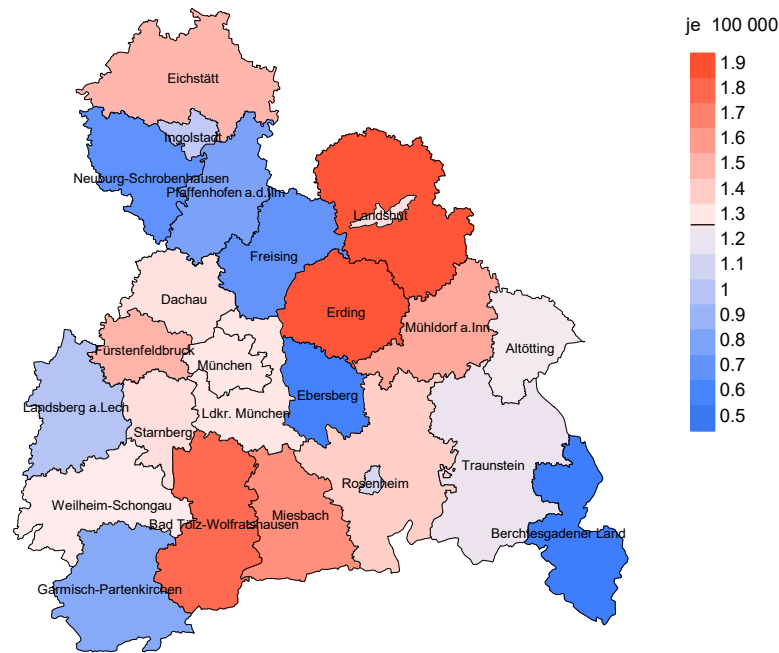 je 100 000
1.9
1.8
1.7
1.6
1.5
1.4
1.3
1.2
1.1
1
0.9
0.8
0.7
0.6
0.5
Eichstätt
Ingolstadt
Neuburg-Schrobenhausen
Pfaffenhofen a.d.Ilm
Landshut
Freising
Dachau
Erding
Mühldorf a.Inn
Fürstenfeldbruck
Altötting
München
Ebersberg
Landsberg a.Lech
Ldkr. München
Starnberg
Traunstein
Rosenheim
Weilheim-Schongau
Miesbach
Bad Tölz-Wolfratshausen
Berchtesgadener Land
Garmisch-Partenkirchen